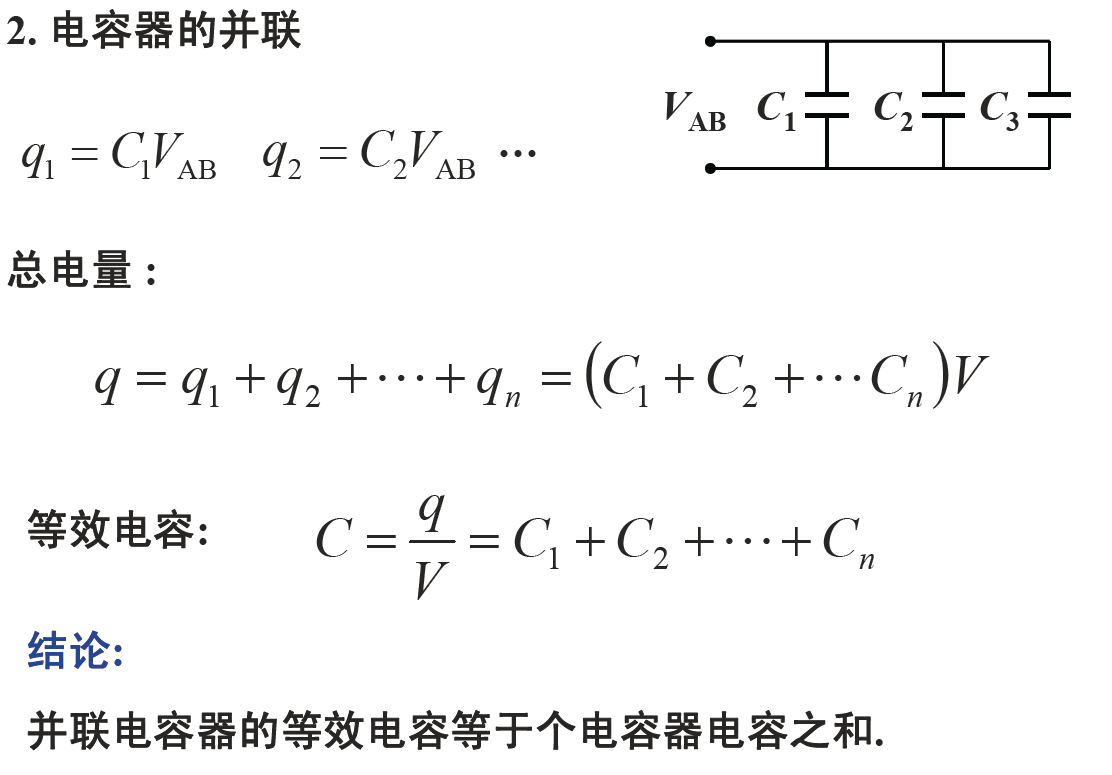 2. 电容器的并联
V_AB C_1 C_2 C_3
q_1 = C_1V_AB q_2 = C_2V_AB ···
总电量 :
q = q_1 + q_2 + ··· + q_n = (C_1 + C_2 + ··· C_n)V
等效电容: C = q/V = C_1 + C_2 + ··· + C_n
结论:
并联电容器的等效电容等于个电容器电容之和.